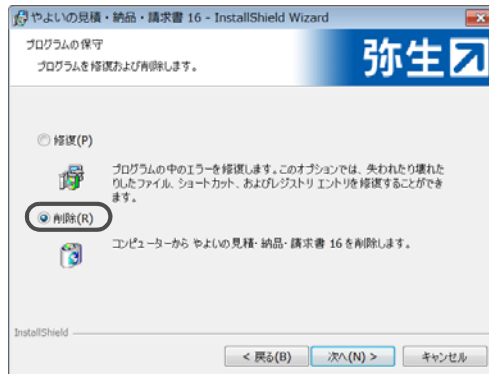 やよいの見積・納品・請求書 16 - InstallShield Wizard
プログラムの保守
プログラムを修復および削除します。
弥生
修復(P)
プログラムの中のエラーを修復します。このオプションでは、失われたり壊れた
りしたファイル、ショートカット、およびレジストリ エントリを修復することができ
ます。
削除(R)
コンピューターから やよいの見積・納品・請求書 16 を削除します。
InstallShield
< 戻る(B)
次へ(N) >
キャンセル